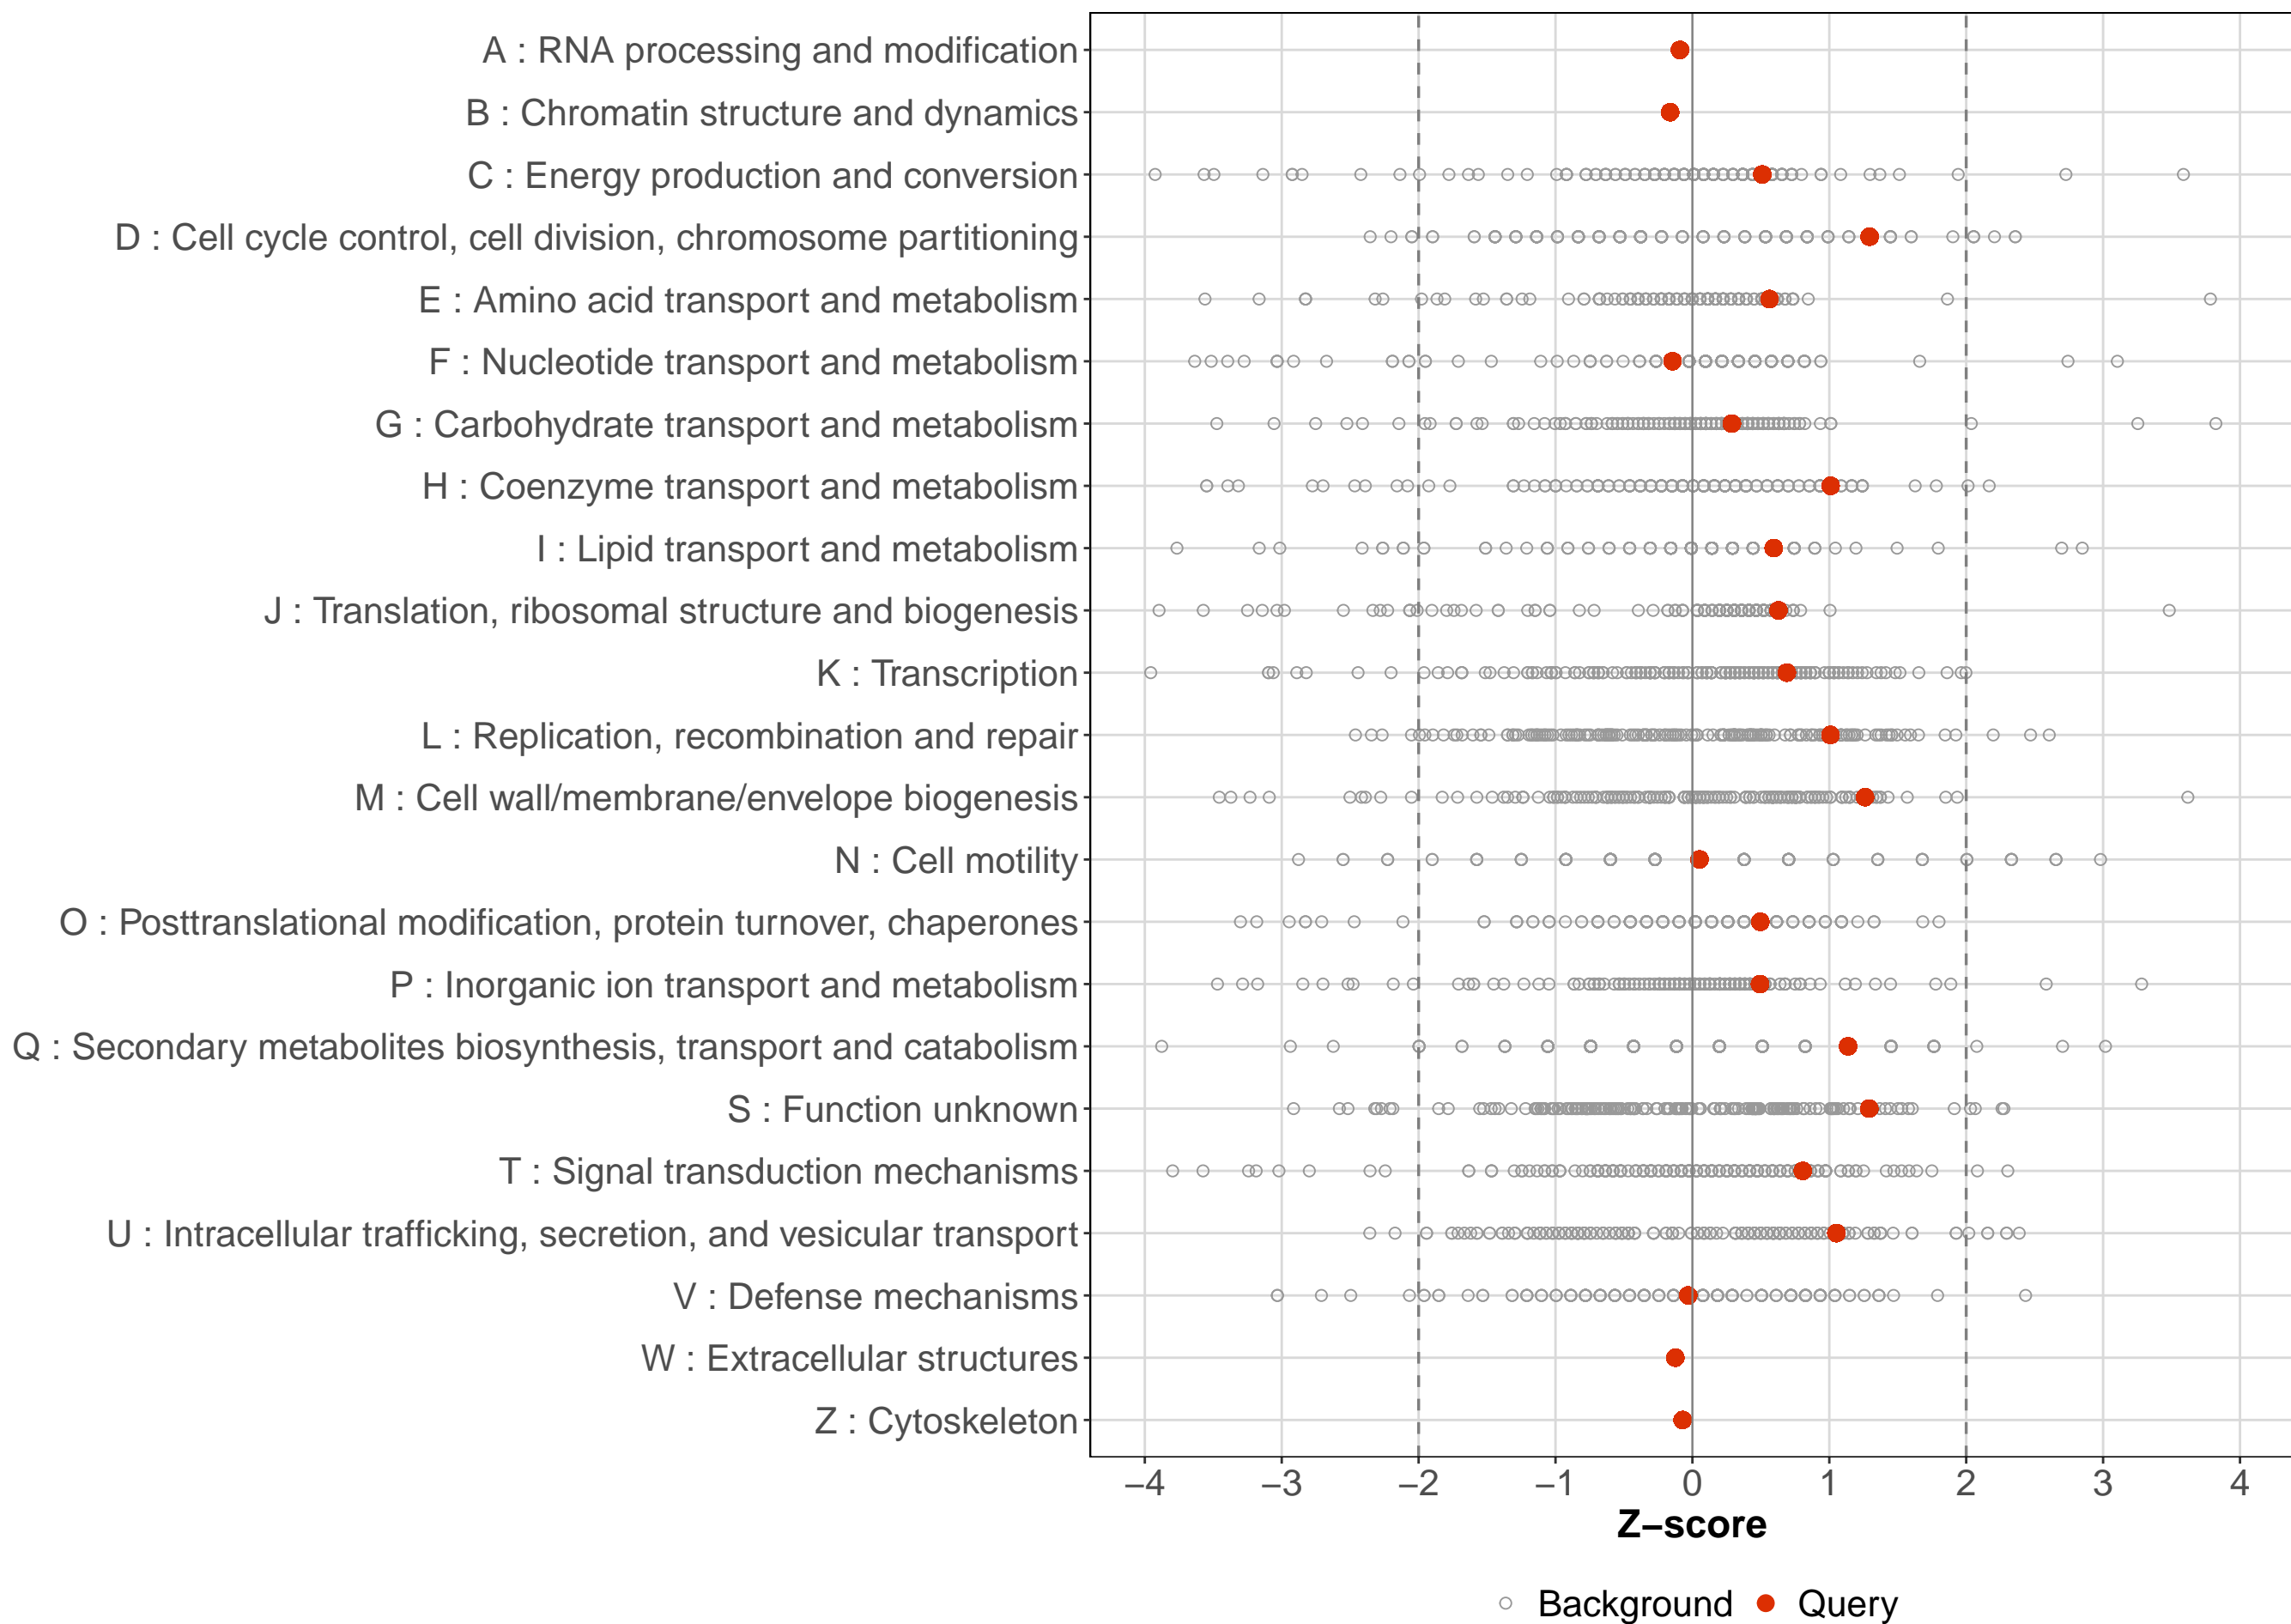 A : RNA processing and modification
B : Chromatin structure and dynamics
C : Energy production and conversion
D : Cell cycle control, cell division, chromosome partitioning
E : Amino acid transport and metabolism
F : Nucleotide transport and metabolism
G : Carbohydrate transport and metabolism
H : Coenzyme transport and metabolism
I : Lipid transport and metabolism
J : Translation, ribosomal structure and biogenesis
K : Transcription
L : Replication, recombination and repair
M : Cell wall/membrane/envelope biogenesis
N : Cell motility
O : Posttranslational modification, protein turnover, chaperones
P : Inorganic ion transport and metabolism
Q : Secondary metabolites biosynthesis, transport and catabolism
S : Function unknown
T : Signal transduction mechanisms
U : Intracellular trafficking, secretion, and vesicular transport
V : Defense mechanisms
W : Extracellular structures
Z : Cytoskeleton
−4 −3 −2 −1 0 1 2 3 4
Z−score
Background Query